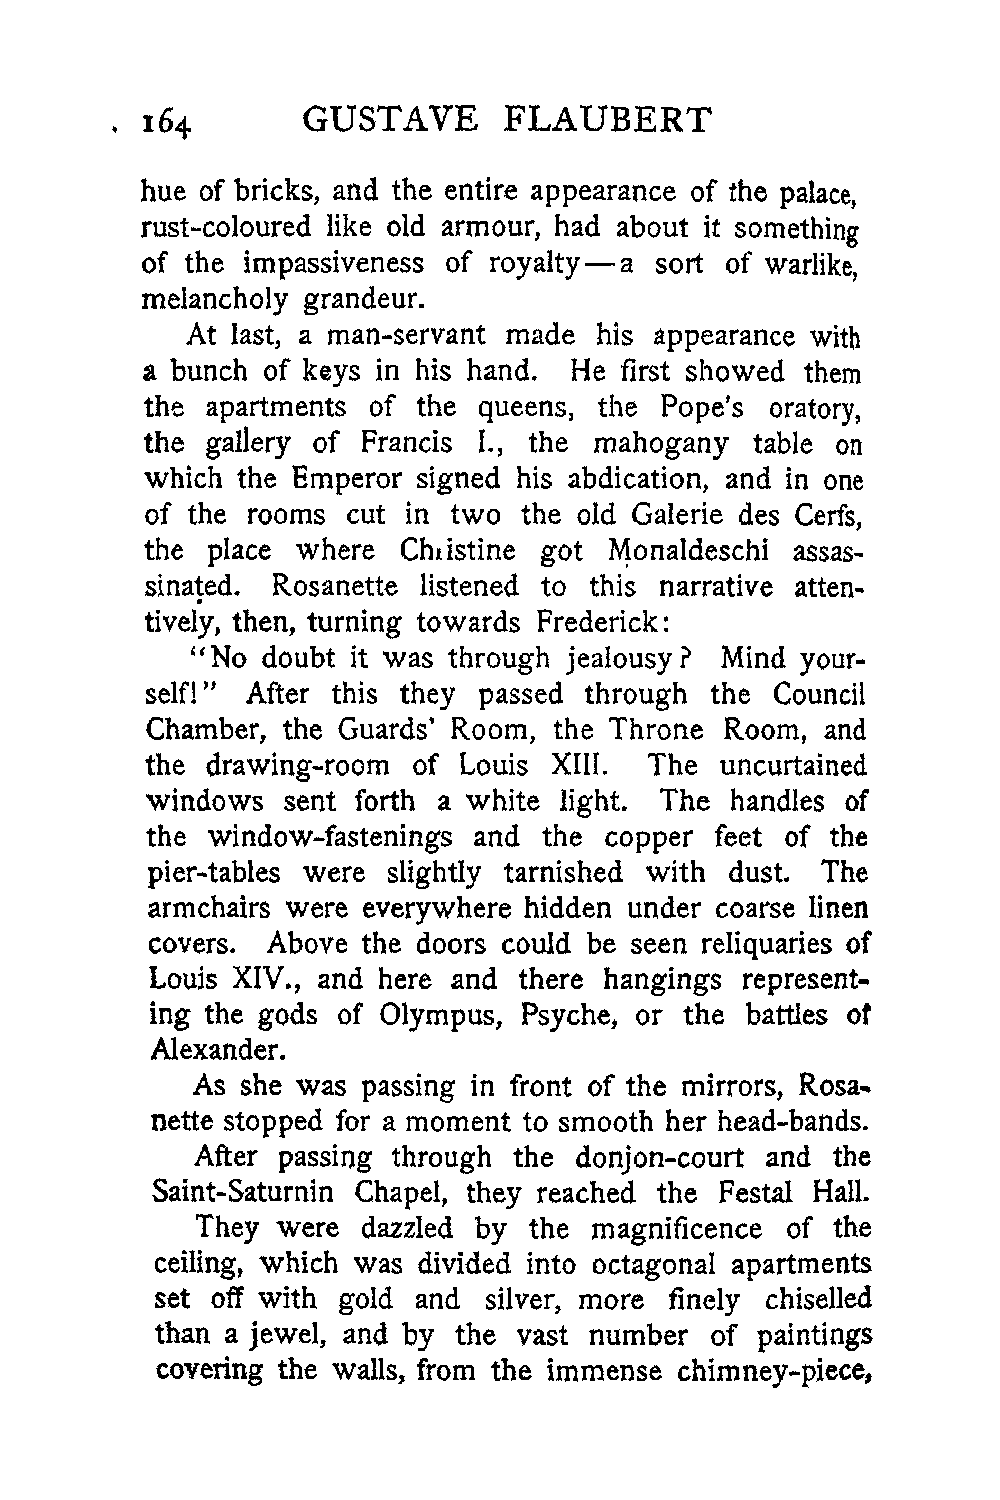 164 GUSTAVE FLAUBERT
hue of bricks, and the entire appearance of the palace,
rust-coloured like old armour, had about it something
of the impassiveness of royalty—a sort of warlike,
melancholy grandeur.
At last, a man-servant made his appearance with
a bunch of keys in his hand. He first showed them
the apartments of the queens, the Pope's oratory,
the gallery of Francis I., the mahogany table on
which the Emperor signed his abdication, and in one
of the rooms cut in two the old Galerie des Cerfs,
the place where Christine got Monaldeschi assas-
sinated. Rosanette listened to this narrative atten-
tively, then, turning towards Frederick:
"No doubt it was through jealousy? Mind your-
self!" After this they passed through the Council
Chamber, the Guards' Room, the Throne Room, and
the drawing-room of Louis XIII. The uncurtained
windows sent forth a white light. The handles of
the window-fastenings and the copper feet of the
pier-tables were slightly tarnished with dust. The
armchairs were everywhere hidden under coarse linen
covers. Above the doors could be seen reliquaries of
Louis XIV., and here and there hangings represent-
ing the gods of Olympus, Psyche, or the battles of
Alexander.
As she was passing in front of the mirrors, Rosa-
nette stopped for a moment to smooth her head-bands.
After passing through the donjon-court and the
Saint-Saturnin Chapel, they reached the Festal Hall.
They were dazzled by the magnificence of the
ceiling, which was divided into octagonal apartments
set off with gold and silver, more finely chiselled
than a jewel, and by the vast number of paintings
covering the walls, from the immense chimney-piece,